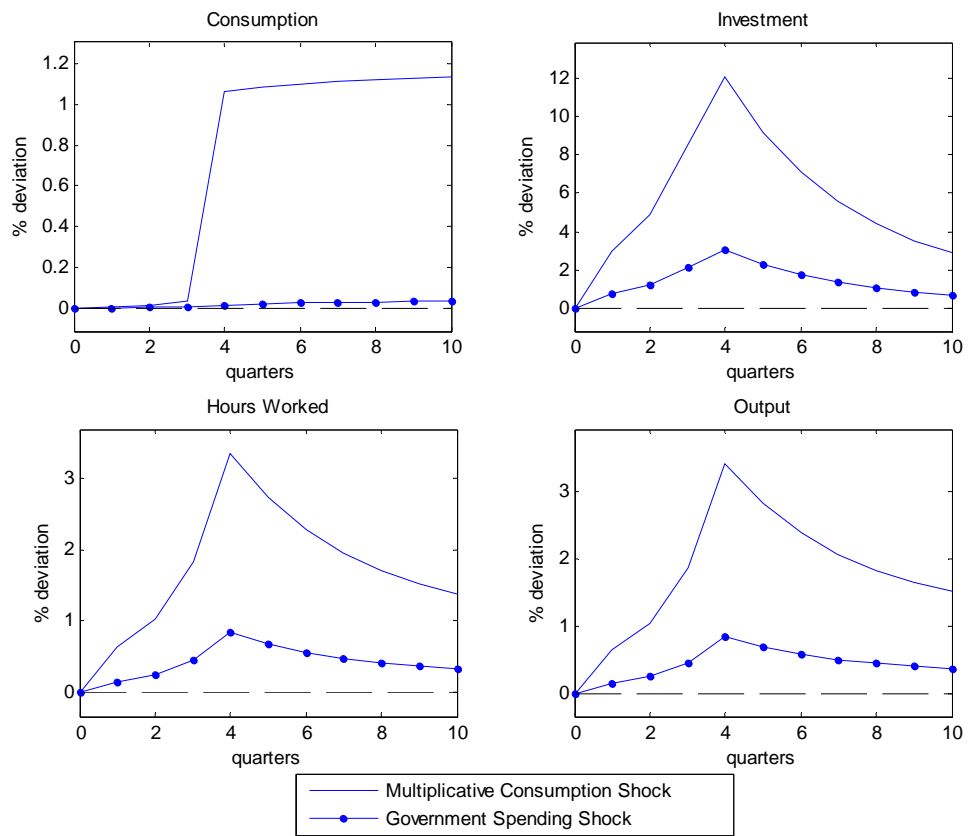 Consumption
1.2
1
0.8
0.6
0.4
0.2
0
% deviation
0 2 4 6 8 10
quarters
Investment
12
10
8
6
4
2
0
% deviation
0 2 4 6 8 10
quarters
Hours Worked
3
2
1
0
% deviation
0 2 4 6 8 10
quarters
Output
3
2
1
0
% deviation
0 2 4 6 8 10
quarters
Multiplicative Consumption Shock
Government Spending Shock